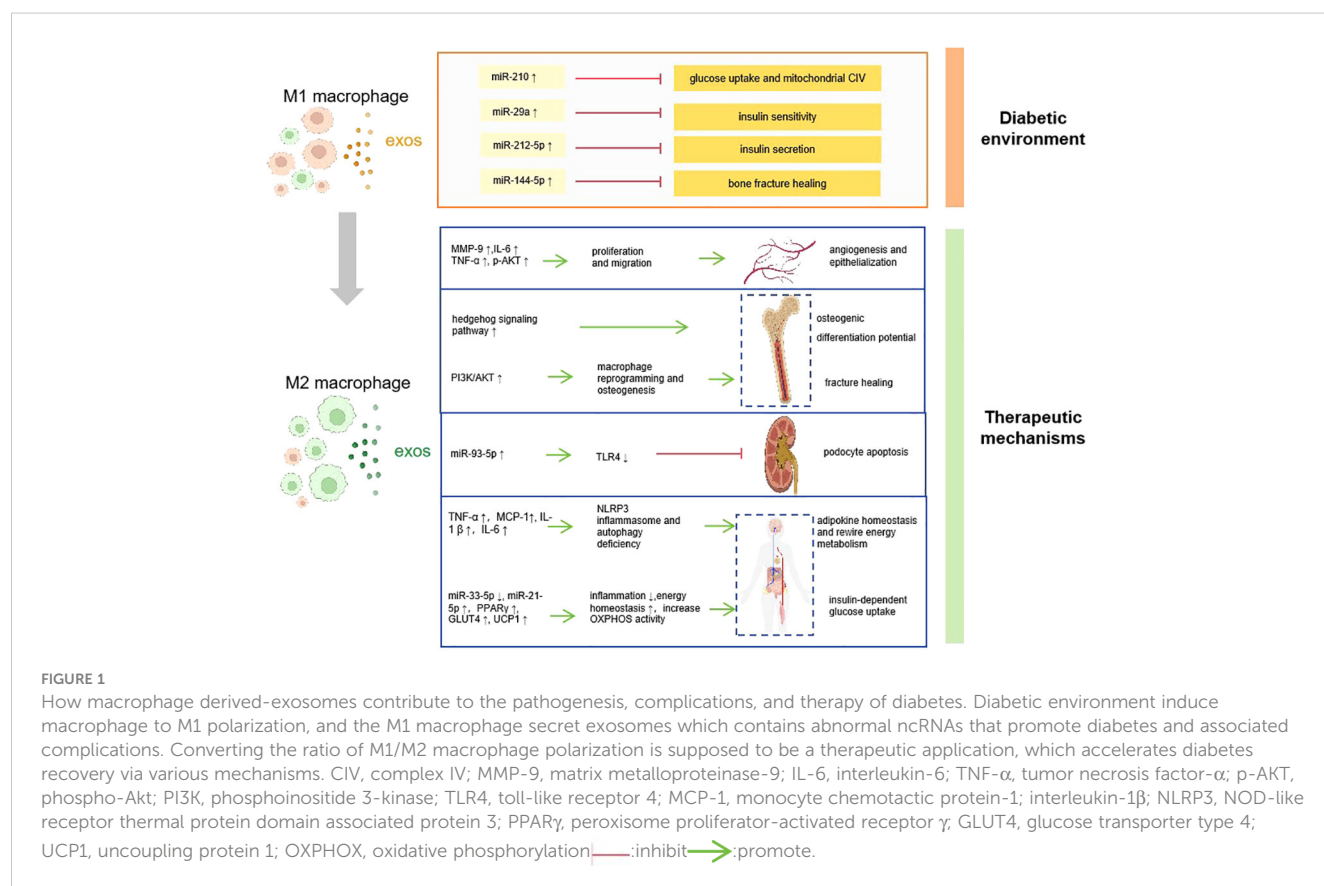 M1 macrophage
exos
miR-210 ↑
glucose uptake and mitochondrial CIV
miR-29a ↑
insulin sensitivity
miR-212-5p ↑
insulin secretion
miR-144-5p ↑
bone fracture healing
Diabetic
environment
M2 macrophage
exos
MMP-9 ↑,IL-6 ↑
TNF-α ↑, p-AKT ↑
proliferation
and migration
angiogenesis and
epithelialization
hedgehog signaling
pathway ↑
osteogenic
differentiation potential
PI3K/AKT ↑
macrophage
reprogramming and
osteogenesis
fracture healing
miR-93-5p ↑
TLR4 ↓
podocyte apoptosis
TNF-α ↑, MCP-1↑, IL-
1 β ↑, IL-6 ↑
NLRP3
inflammasome and
autophagy
deficiency
adipokine homeostasis
and rewire energy
metabolism
miR-33-5p ↓, miR-21-
5p ↑, PPARγ ↑,
GLUT4 ↑, UCP1 ↑
inflammation ↓,energy
homeostasis ↑, increase
OXPHOS activity
insulin-dependent
glucose uptake
Therapeutic
mechanisms
FIGURE 1
How macrophage derived-exosomes contribute to the pathogenesis, complications, and therapy of diabetes. Diabetic environment induce
macrophage to M1 polarization, and the M1 macrophage secret exosomes which contains abnormal ncRNAs that promote diabetes and associated
complications. Converting the ratio of M1/M2 macrophage polarization is supposed to be a therapeutic application, which accelerates diabetes
recovery via various mechanisms. CIV, complex IV; MMP-9, matrix metalloproteinase-9; IL-6, interleukin-6; TNF-α, tumor necrosis factor-α; p-AKT,
phospho-Akt; PI3K, phosphoinositide 3-kinase; TLR4, toll-like receptor 4; MCP-1, monocyte chemotactic protein-1; interleukin-1β; NLRP3, NOD-like
receptor thermal protein domain associated protein 3; PPARγ, peroxisome proliferator-activated receptor γ; GLUT4, glucose transporter type 4;
UCP1, uncoupling protein 1; OXPHOX, oxidative phosphorylation :inhibit :promote.